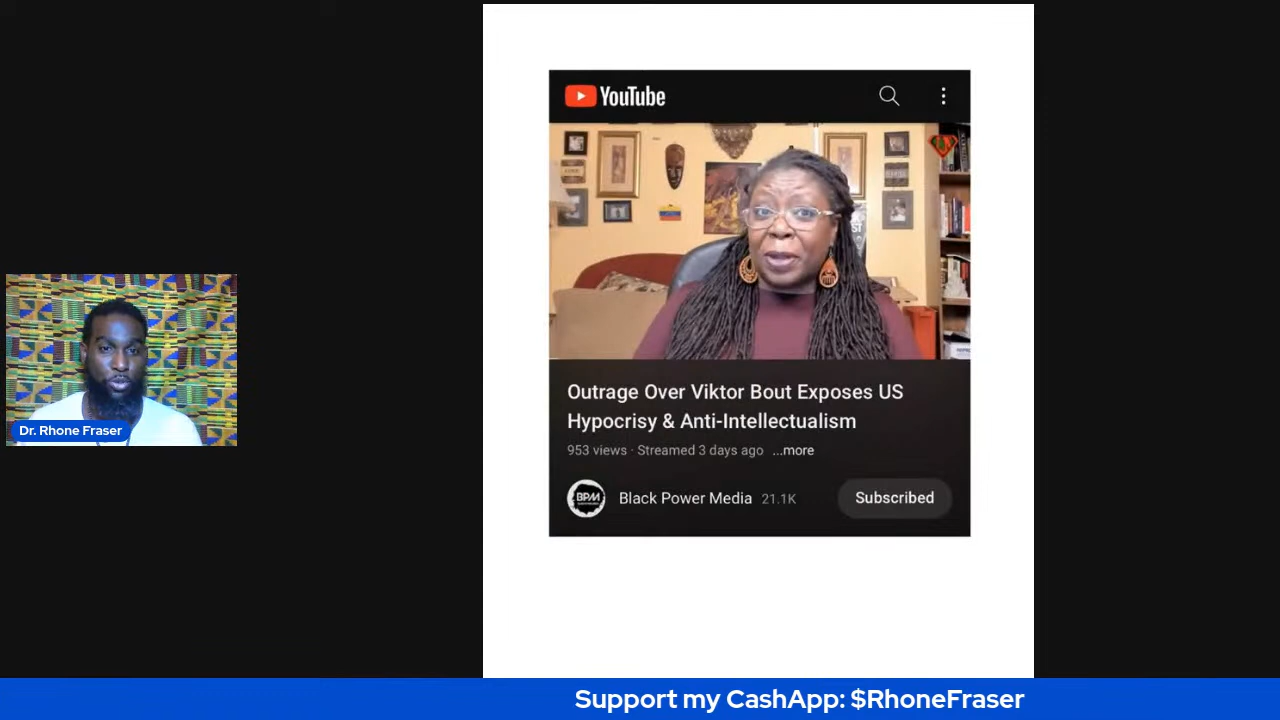 YouTube
Outrage Over Viktor Bout Exposes US
Hypocrisy & Anti-Intellectualism
953 views · Streamed 3 days ago ...more
BPM
Black Power Media 21.1K
Subscribed
Dr. Rhone Fraser
Support my CashApp: $RhoneFraser